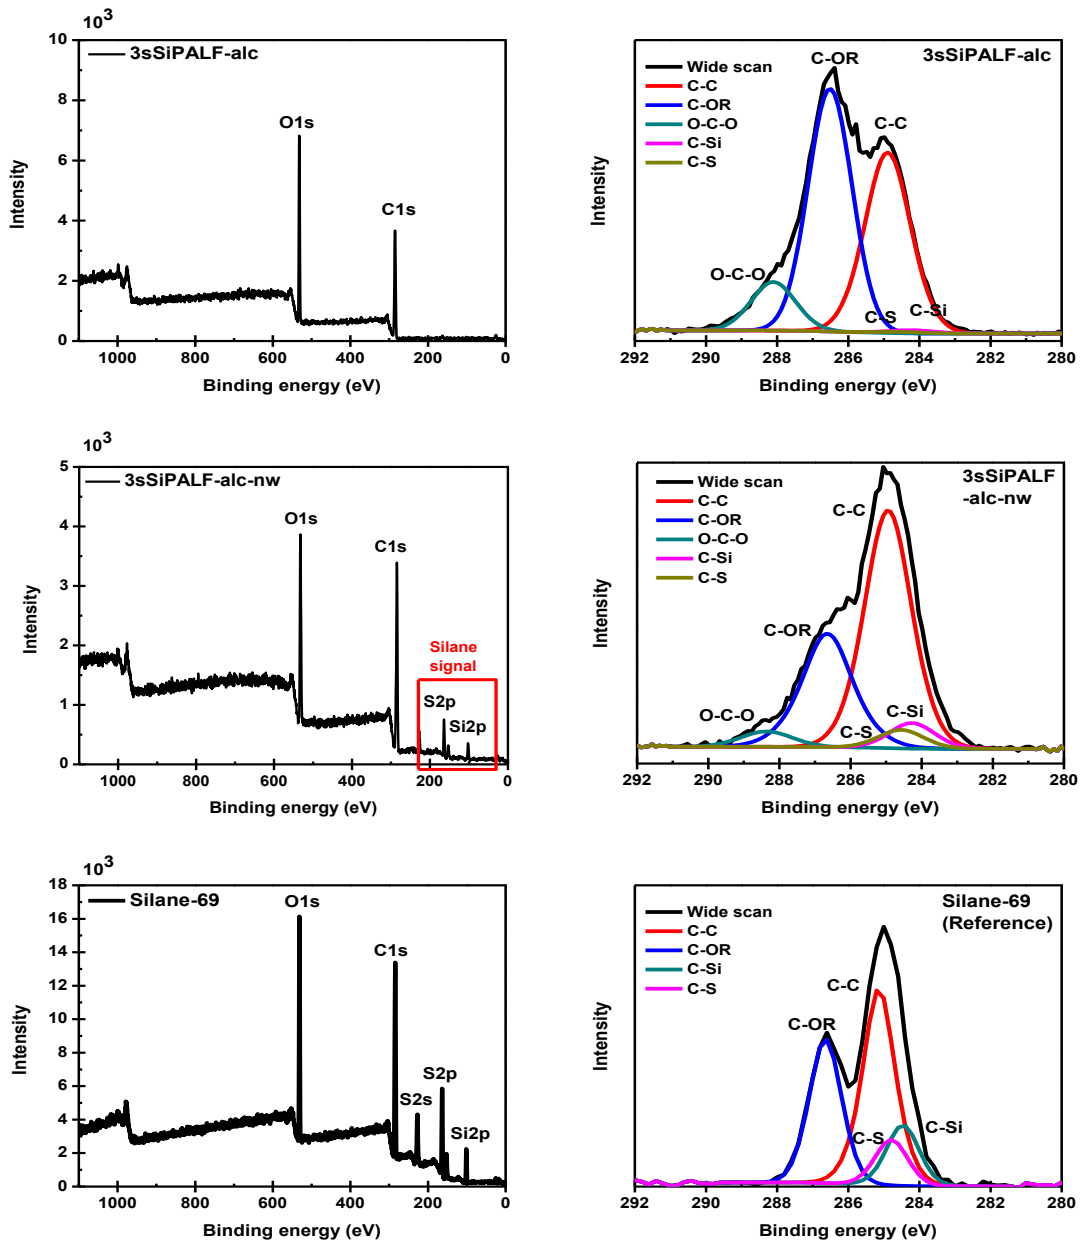 10³
3sSiPALF-alc
10
8
6
4
2
0
O1s
C1s
Intensity
1000 800 600 400 200 0
Binding energy (eV)
3sSiPALF-alc
Wide scan
C-C
C-OR
O-C-O
C-Si
C-S
C-OR
C-C
O-C-O
C-S
C-Si
Intensity
292 290 288 286 284 282 280
Binding energy (eV)
10³
3sSiPALF-alc-nw
5
4
3
2
1
0
O1s
C1s
Silane
signal
S2p
Si2p
Intensity
1000 800 600 400 200 0
Binding energy (eV)
3sSiPALF
-alc-nw
Wide scan
C-C
C-OR
O-C-O
C-Si
C-S
C-C
C-OR
O-C-O
C-S
C-Si
Intensity
292 290 288 286 284 282 280
Binding energy (eV)
10³
Silane-69
18
16
14
12
10
8
6
4
2
0
O1s
C1s
S2p
S2s
Si2p
Intensity
1000 800 600 400 200 0
Binding energy (eV)
Silane-69
(Reference)
Wide scan
C-C
C-OR
C-Si
C-S
C-C
C-OR
C-S
C-Si
Intensity
292 290 288 286 284 282 280
Binding energy (eV)